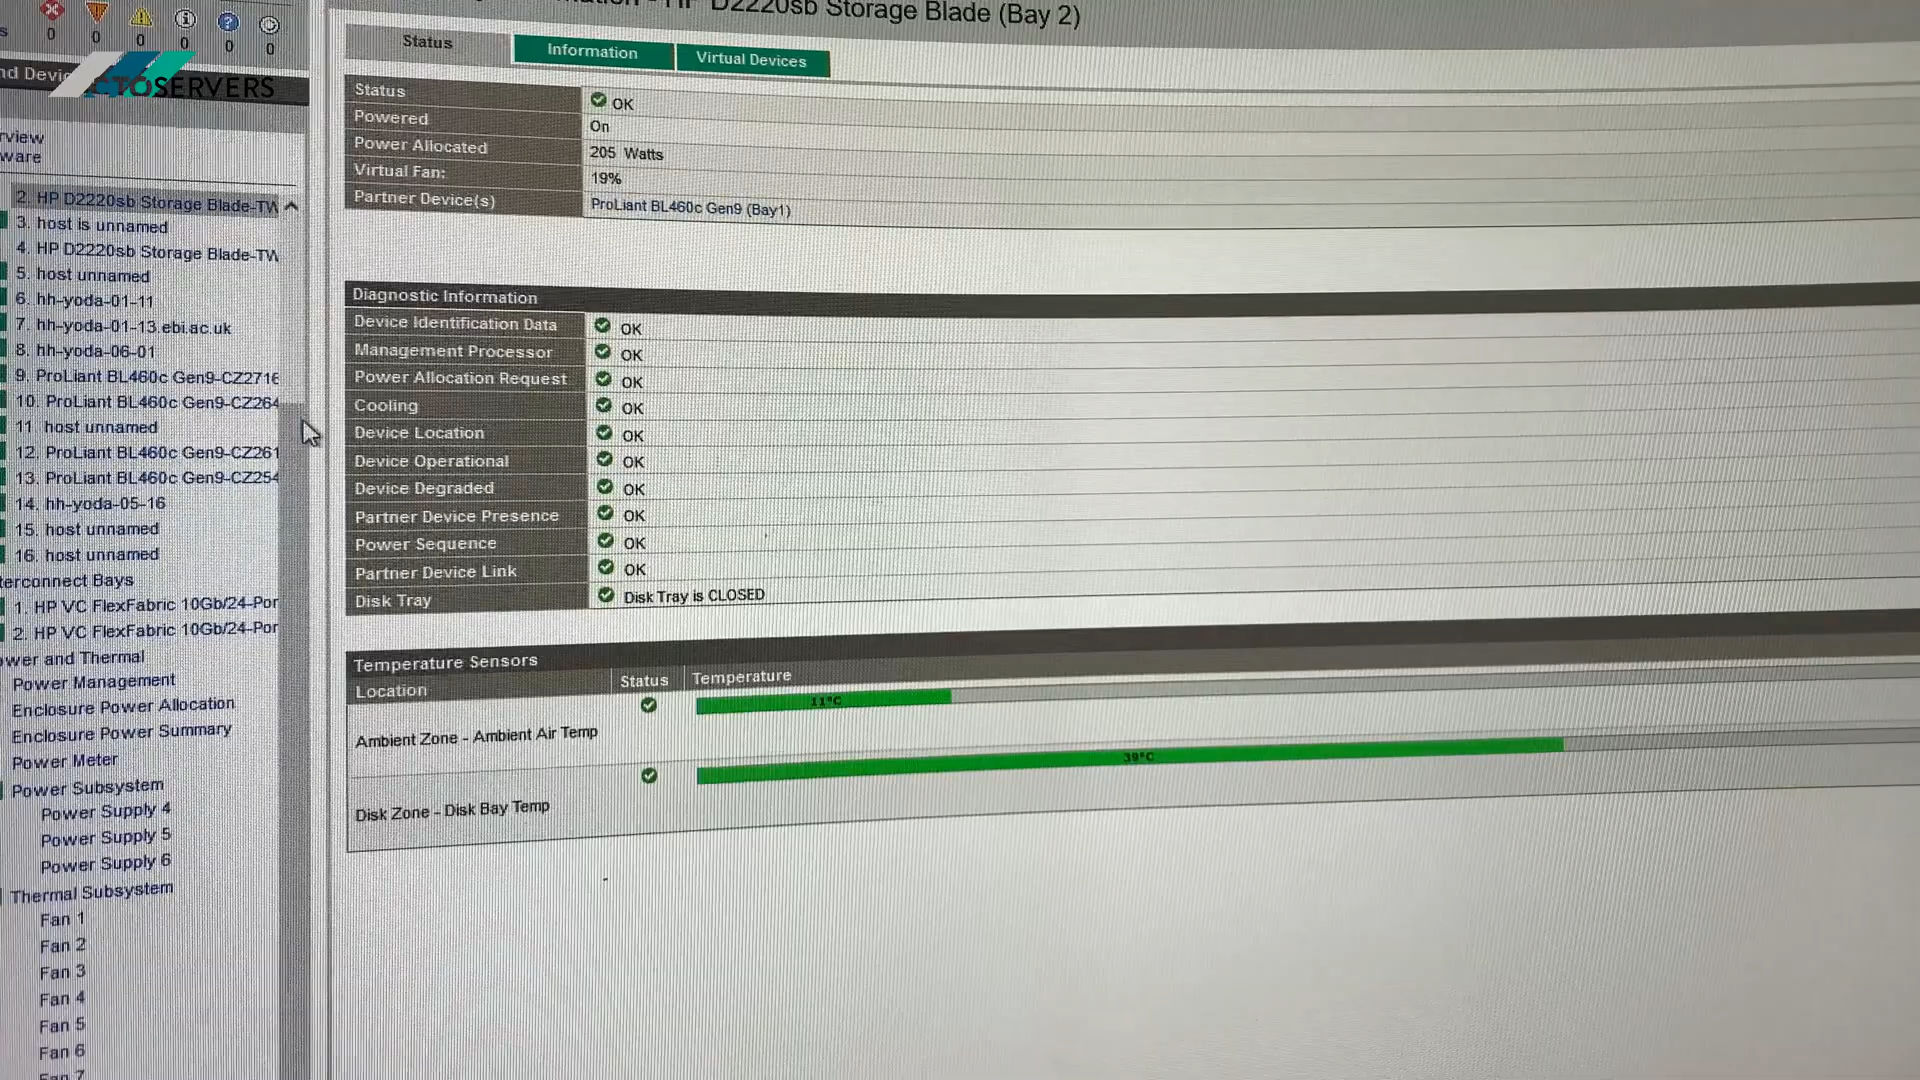 HP D2220sb Storage Blade (Bay 2)
0 0 0 0 0 0
CTOSERVERS
Status Information Virtual Devices
Status OK
Powered On
Power Allocated 205 Watts
Virtual Fan: 19%
Partner Device(s) ProLiant BL460c Gen9 (Bay1)
Diagnostic Information
Device Identification Data OK
Management Processor OK
Power Allocation Request OK
Cooling OK
Device Location OK
Device Operational OK
Device Degraded OK
Partner Device Presence OK
Power Sequence OK
Partner Device Link OK
Disk Tray Disk Tray is CLOSED
Temperature Sensors
Location Status Temperature
Ambient Zone - Ambient Air Temp 11°C
Disk Zone - Disk Bay Temp 39°C
2. HP D2220sb Storage Blade-TW
3. host is unnamed
4. HP D2220sb Storage Blade-TW
5. host unnamed
6. hh-yoda-01-11
7. hh-yoda-01-13.ebi.ac.uk
8. hh-yoda-06-01
9. ProLiant BL460c Gen9-CZ2716
10. ProLiant BL460c Gen9-CZ264
11. host unnamed
12. ProLiant BL460c Gen9-CZ261
13. ProLiant BL460c Gen9-CZ254
14. hh-yoda-05-16
15. host unnamed
16. host unnamed
terconnect Bays
1. HP VC FlexFabric 10Gb/24-Por
2. HP VC FlexFabric 10Gb/24-Por
ower and Thermal
Power Management
Enclosure Power Allocation
Enclosure Power Summary
Power Meter
Power Subsystem
Power Supply 4
Power Supply 5
Power Supply 6
Thermal Subsystem
Fan 1
Fan 2
Fan 3
Fan 4
Fan 5
Fan 6
Fan 7